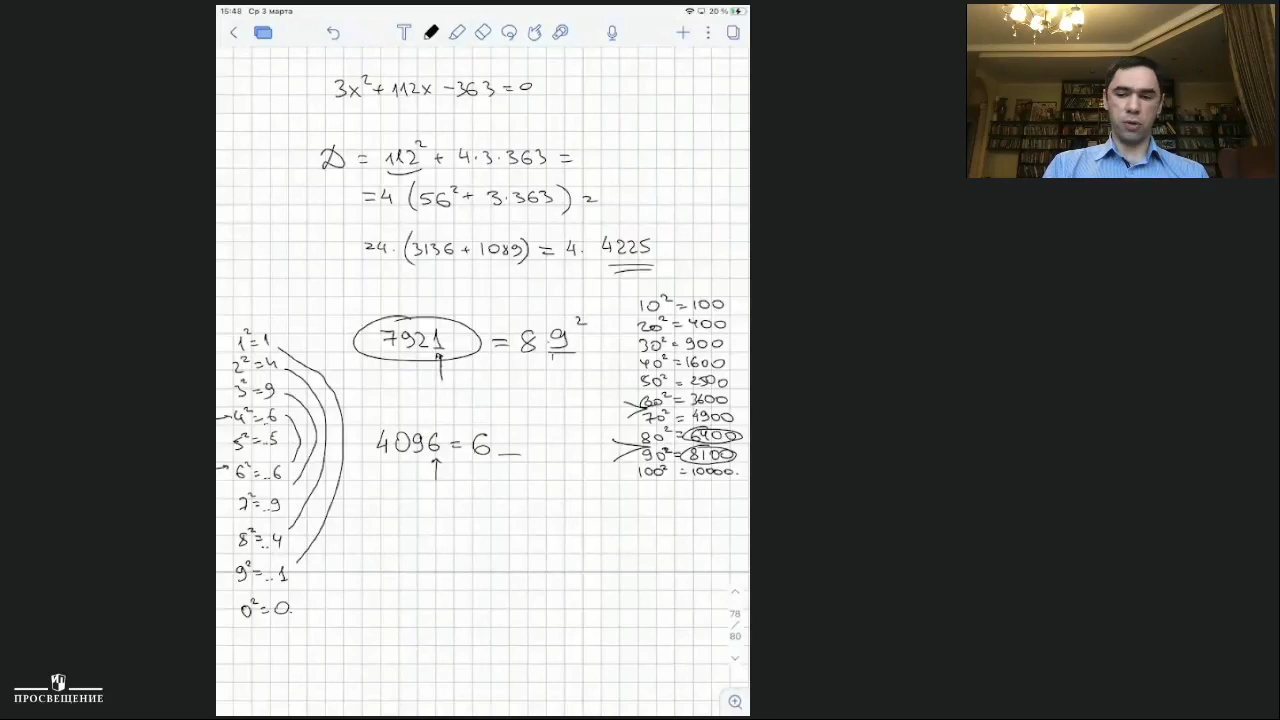 15:48 Ср 3 марта
20 %
3x² + 112x − 363 = 0
D = 112² + 4·3·363 =
= 4 (56² + 3·363) =
= 4·(3136 + 1089) = 4· 4225
7921 = 89²
4096 = 6_
1² = 1
2² = 4
3² = 9
4² = ..6
5² = ..5
6² = ..6
7² = ..9
8² = ..4
9² = ..1
0² = 0
10² = 100
20² = 400
30² = 900
40² = 1600
50² = 2500
60² = 3600
70² = 4900
80² = 6400
90² = 8100
100² = 10000
78
/
80
ПРОСВЕЩЕНИЕ